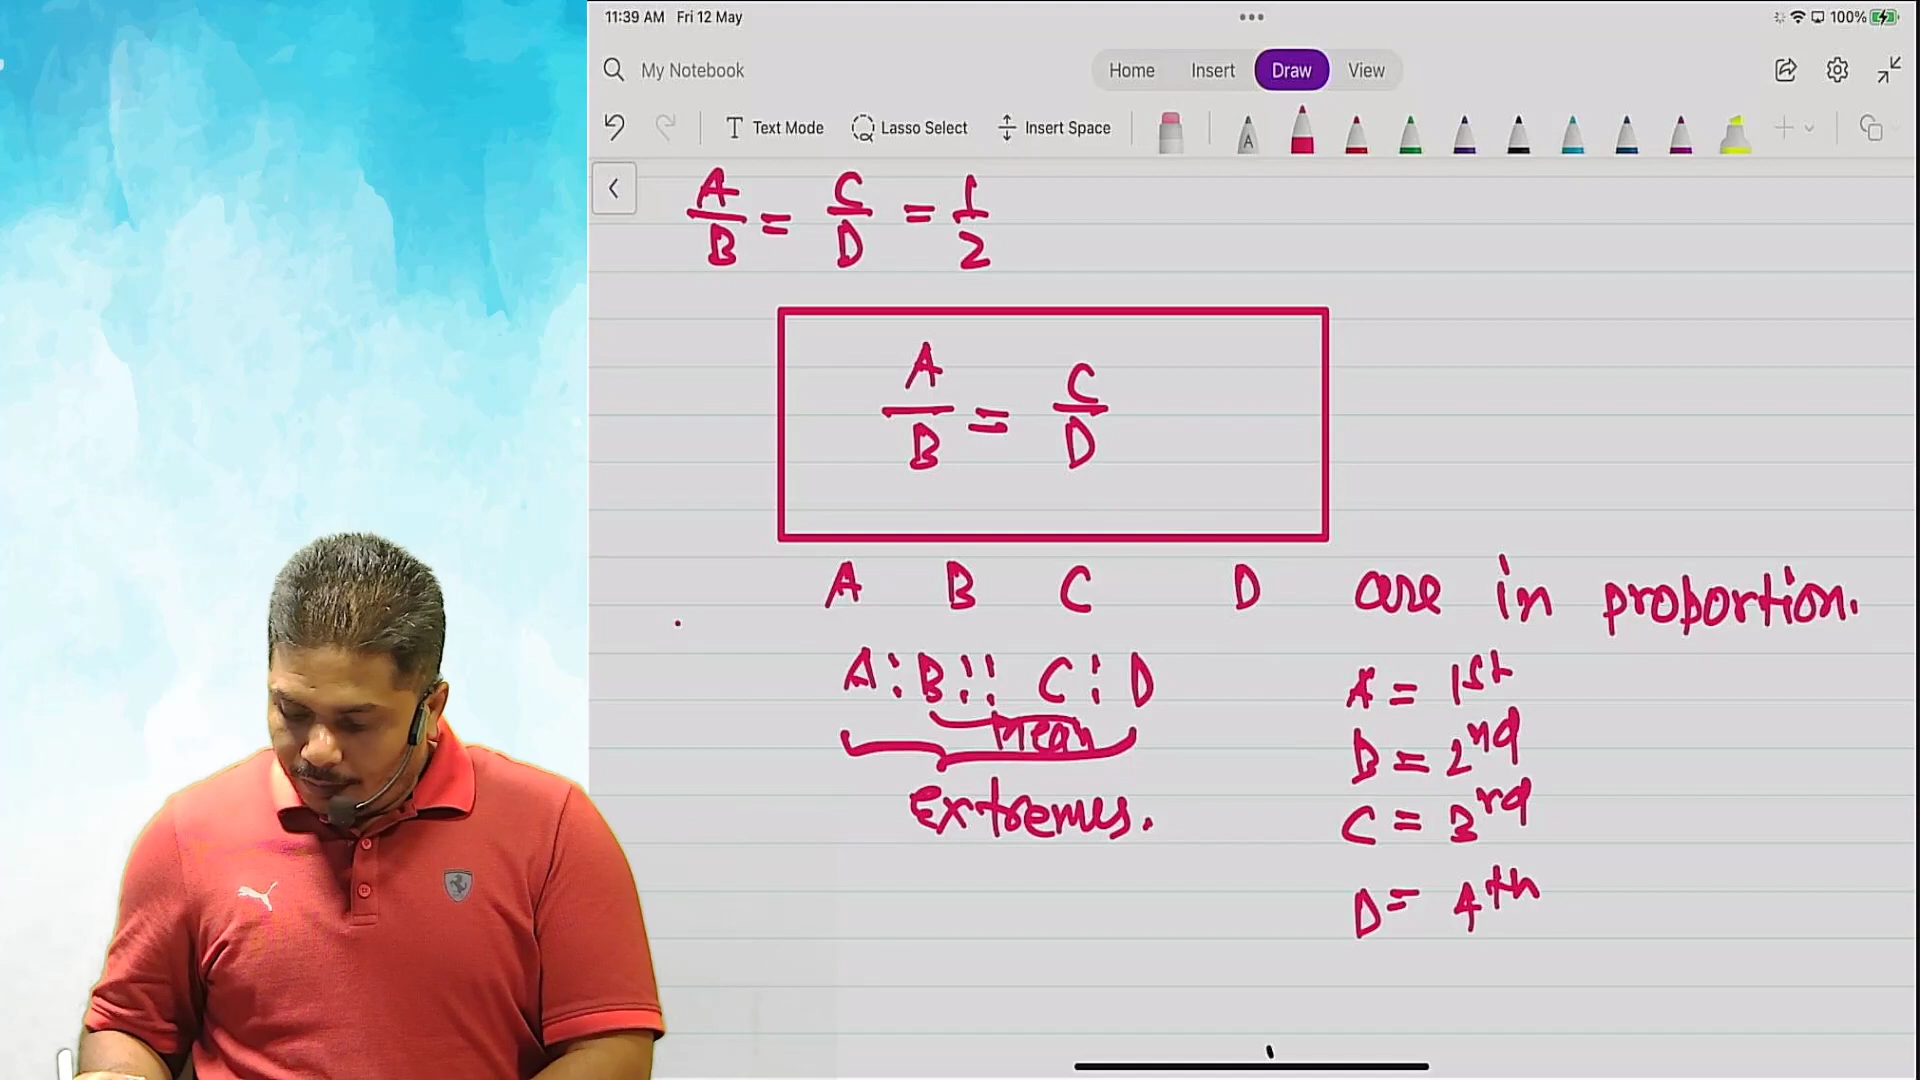 11:39 AM Fri 12 May
100%
My Notebook
Home Insert Draw View
Text Mode Lasso Select Insert Space
A
A/B = C/D = 1/2
A/B = C/D
A B C D are in proportion.
A:B:: C:D
mean
extremes.
A = 1st
B = 2nd
C = 3rd
D = 4th